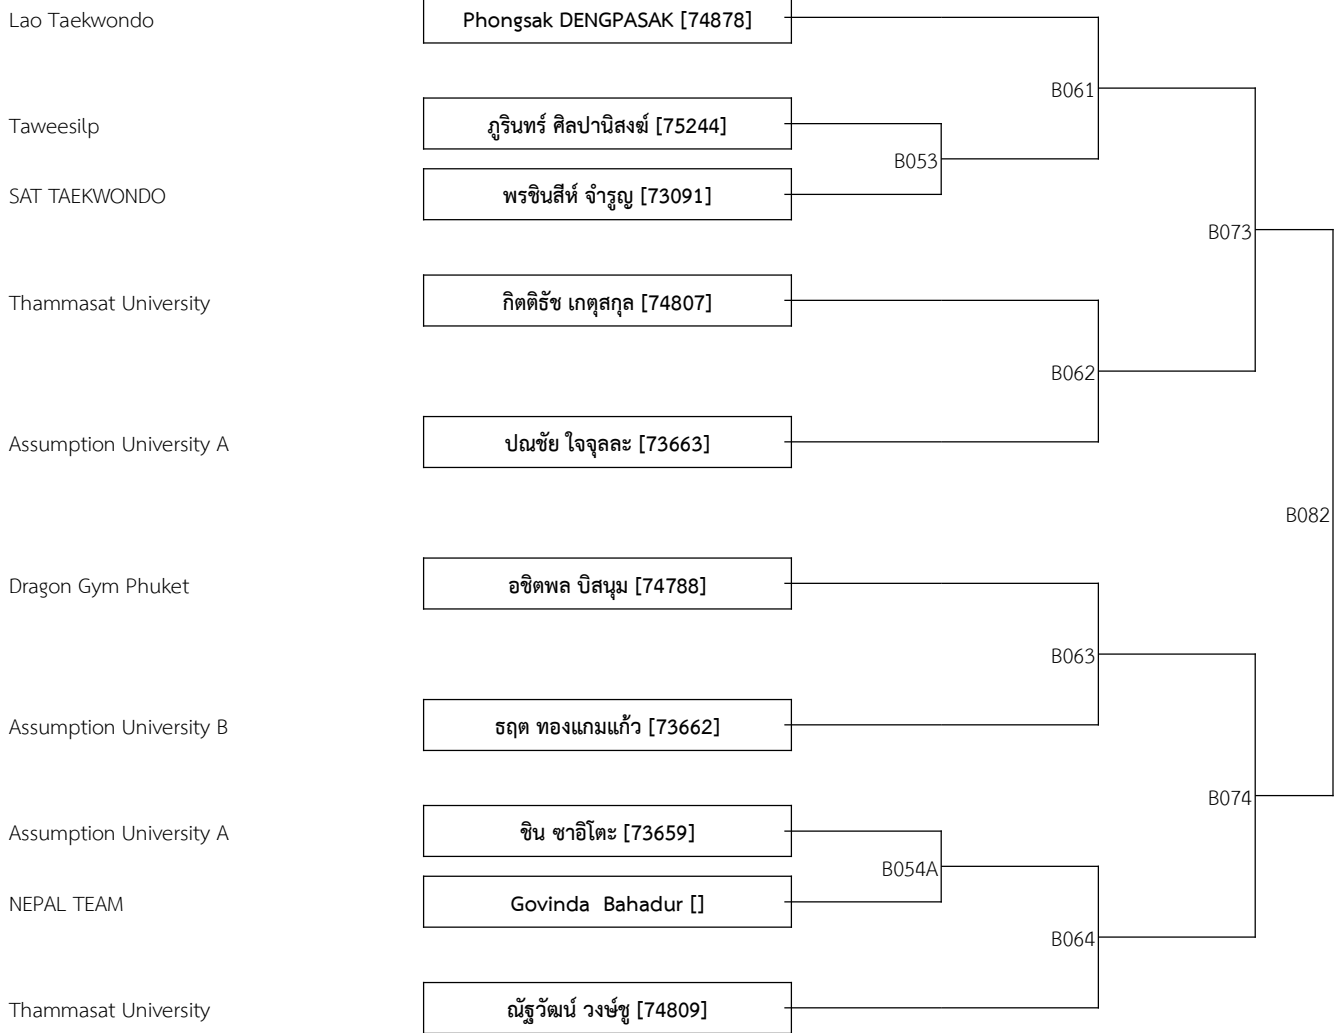 Lao Taekwondo
Phongsak DENGPASAK [74878]
B061
Taweesilp
ภูรินทร์ ศิลปานิสงฆ์ [75244]
B053
SAT TAEKWONDO
พรชินสีห์ จำรูญ [73091]
B073
Thammasat University
กิตติธัช เกตุสกุล [74807]
B062
Assumption University A
ปณชัย ใจจุลละ [73663]
B082
Dragon Gym Phuket
อชิตพล บิสนุม [74788]
B063
Assumption University B
ธฤต ทองแกมแก้ว [73662]
B074
Assumption University A
ชิน ซาอิโตะ [73659]
B054A
NEPAL TEAM
Govinda  Bahadur []
B064
Thammasat University
ณัฐวัฒน์ วงษ์ชู [74809]